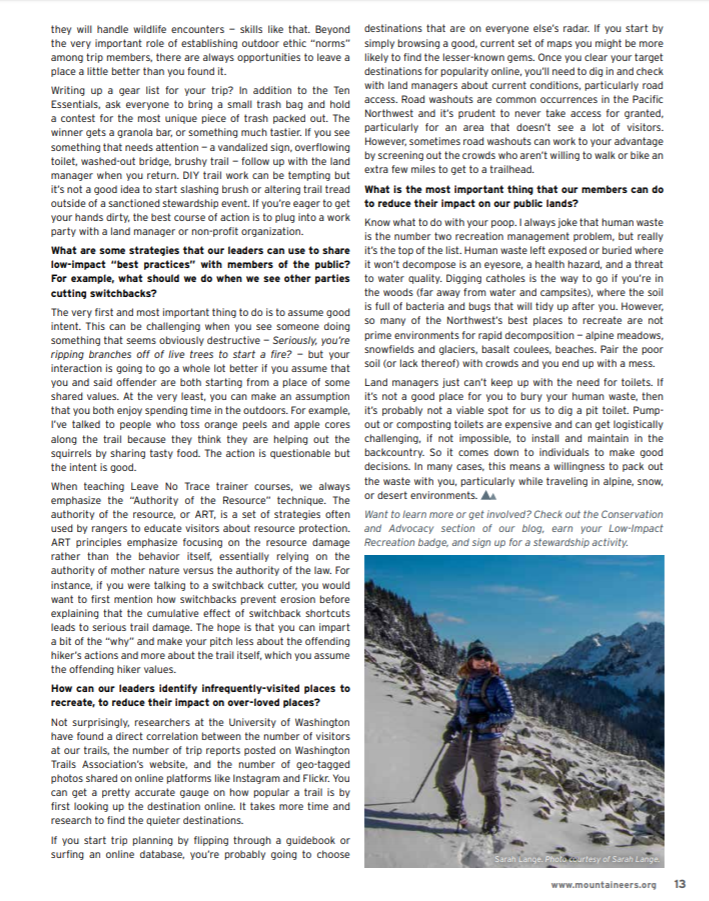 they will handle wildlife encounters – skills like that. Beyond
the very important role of establishing outdoor ethic “norms”
among trip members, there are always opportunities to leave a
place a little better than you found it.
Writing up a gear list for your trip? In addition to the Ten
Essentials, ask everyone to bring a small trash bag and hold
a contest for the most unique piece of trash packed out. The
winner gets a granola bar, or something much tastier. If you see
something that needs attention – a vandalized sign, overflowing
toilet, washed-out bridge, brushy trail – follow up with the land
manager when you return. DIY trail work can be tempting but
it’s not a good idea to start slashing brush or altering trail tread
outside of a sanctioned stewardship event. If you’re eager to get
your hands dirty, the best course of action is to plug into a work
party with a land manager or non-profit organization.
What are some strategies that our leaders can use to share
low-impact “best practices” with members of the public?
For example, what should we do when we see other parties
cutting switchbacks?
The very first and most important thing to do is to assume good
intent. This can be challenging when you see someone doing
something that seems obviously destructive – Seriously, you’re
ripping branches off of live trees to start a fire? – but your
interaction is going to go a whole lot better if you assume that
you and said offender are both starting from a place of some
shared values. At the very least, you can make an assumption
that you both enjoy spending time in the outdoors. For example,
I’ve talked to people who toss orange peels and apple cores
along the trail because they think they are helping out the
squirrels by sharing tasty food. The action is questionable but
the intent is good.
When teaching Leave No Trace trainer courses, we always
emphasize the “Authority of the Resource” technique. The
authority of the resource, or ART, is a set of strategies often
used by rangers to educate visitors about resource protection.
ART principles emphasize focusing on the resource damage
rather than the behavior itself, essentially relying on the
authority of mother nature versus the authority of the law. For
instance, if you were talking to a switchback cutter, you would
want to first mention how switchbacks prevent erosion before
explaining that the cumulative effect of switchback shortcuts
leads to serious trail damage. The hope is that you can impart
a bit of the “why” and make your pitch less about the offending
hiker’s actions and more about the trail itself, which you assume
the offending hiker values.
How can our leaders identify infrequently-visited places to
recreate, to reduce their impact on over-loved places?
Not surprisingly, researchers at the University of Washington
have found a direct correlation between the number of visitors
at our trails, the number of trip reports posted on Washington
Trails Association’s website, and the number of geo-tagged
photos shared on online platforms like Instagram and Flickr. You
can get a pretty accurate gauge on how popular a trail is by
first looking up the destination online. It takes more time and
research to find the quieter destinations.
If you start trip planning by flipping through a guidebook or
surfing an online database, you’re probably going to choose
destinations that are on everyone else’s radar. If you start by
simply browsing a good, current set of maps you might be more
likely to find the lesser-known gems. Once you clear your target
destinations for popularity online, you’ll need to dig in and check
with land managers about current conditions, particularly road
access. Road washouts are common occurrences in the Pacific
Northwest and it’s prudent to never take access for granted,
particularly for an area that doesn’t see a lot of visitors.
However, sometimes road washouts can work to your advantage
by screening out the crowds who aren’t willing to walk or bike an
extra few miles to get to a trailhead.
What is the most important thing that our members can do
to reduce their impact on our public lands?
Know what to do with your poop. I always joke that human waste
is the number two recreation management problem, but really
it’s the top of the list. Human waste left exposed or buried where
it won’t decompose is an eyesore, a health hazard, and a threat
to water quality. Digging catholes is the way to go if you’re in
the woods (far away from water and campsites), where the soil
is full of bacteria and bugs that will tidy up after you. However,
so many of the Northwest’s best places to recreate are not
prime environments for rapid decomposition – alpine meadows,
snowfields and glaciers, basalt coulees, beaches. Pair the poor
soil (or lack thereof) with crowds and you end up with a mess.
Land managers just can’t keep up with the need for toilets. If
it’s not a good place for you to bury your human waste, then
it’s probably not a viable spot for us to dig a pit toilet. Pump-
out or composting toilets are expensive and can get logistically
challenging, if not impossible, to install and maintain in the
backcountry. So it comes down to individuals to make good
decisions. In many cases, this means a willingness to pack out
the waste with you, particularly while traveling in alpine, snow,
or desert environments.
Want to learn more or get involved? Check out the Conservation
and Advocacy section of our blog, earn your Low-Impact
Recreation badge, and sign up for a stewardship activity.
Sarah Lange. Photo courtesy of Sarah Lange.
www.mountaineers.org 13